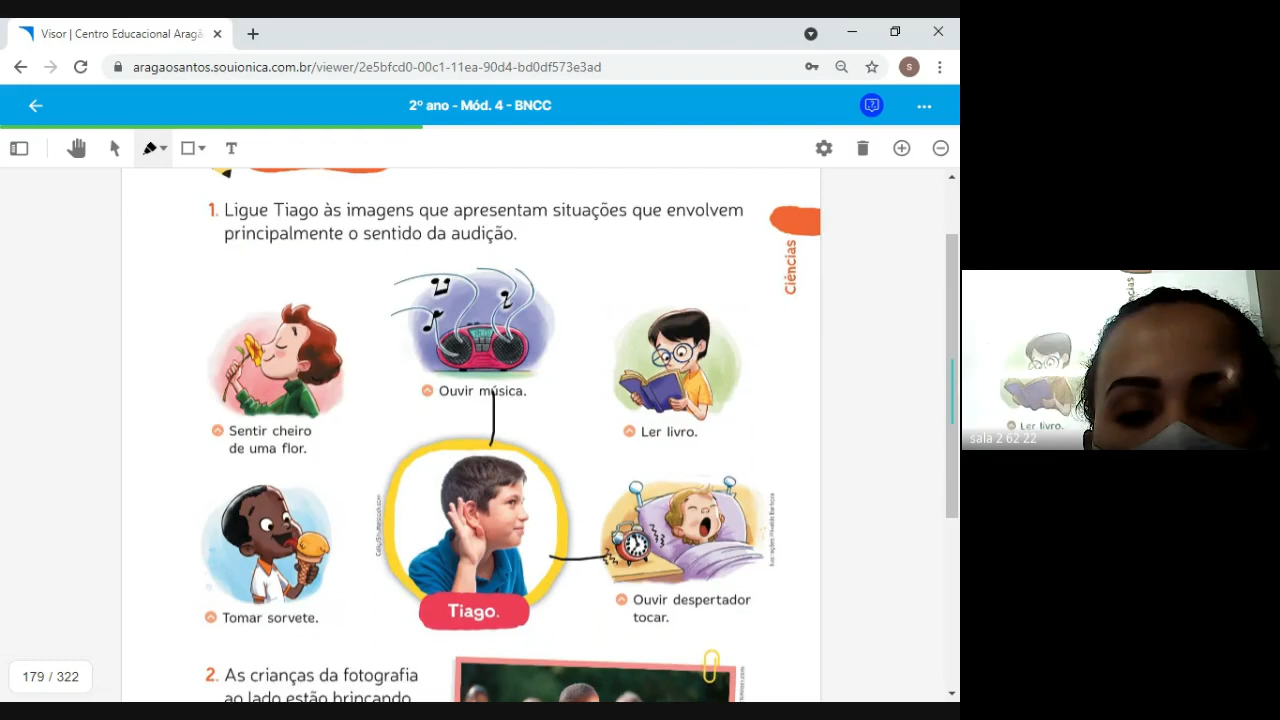 Visor | Centro Educacional Aragã
aragaosantos.souionica.com.br/viewer/2e5bfcd0-00c1-11ea-90d4-bd0df573e3ad
s
2º ano - Mód. 4 - BNCC
T
1. Ligue Tiago às imagens que apresentam situações que envolvem
principalmente o sentido da audição.
Ciências
Ouvir música.
Sentir cheiro
de uma flor.
Ler livro.
Tomar sorvete.
Tiago.
Ouvir despertador
tocar.
2. As crianças da fotografia
ao lado estão brincando
179 / 322
Ler livro.
sala 2 62 22